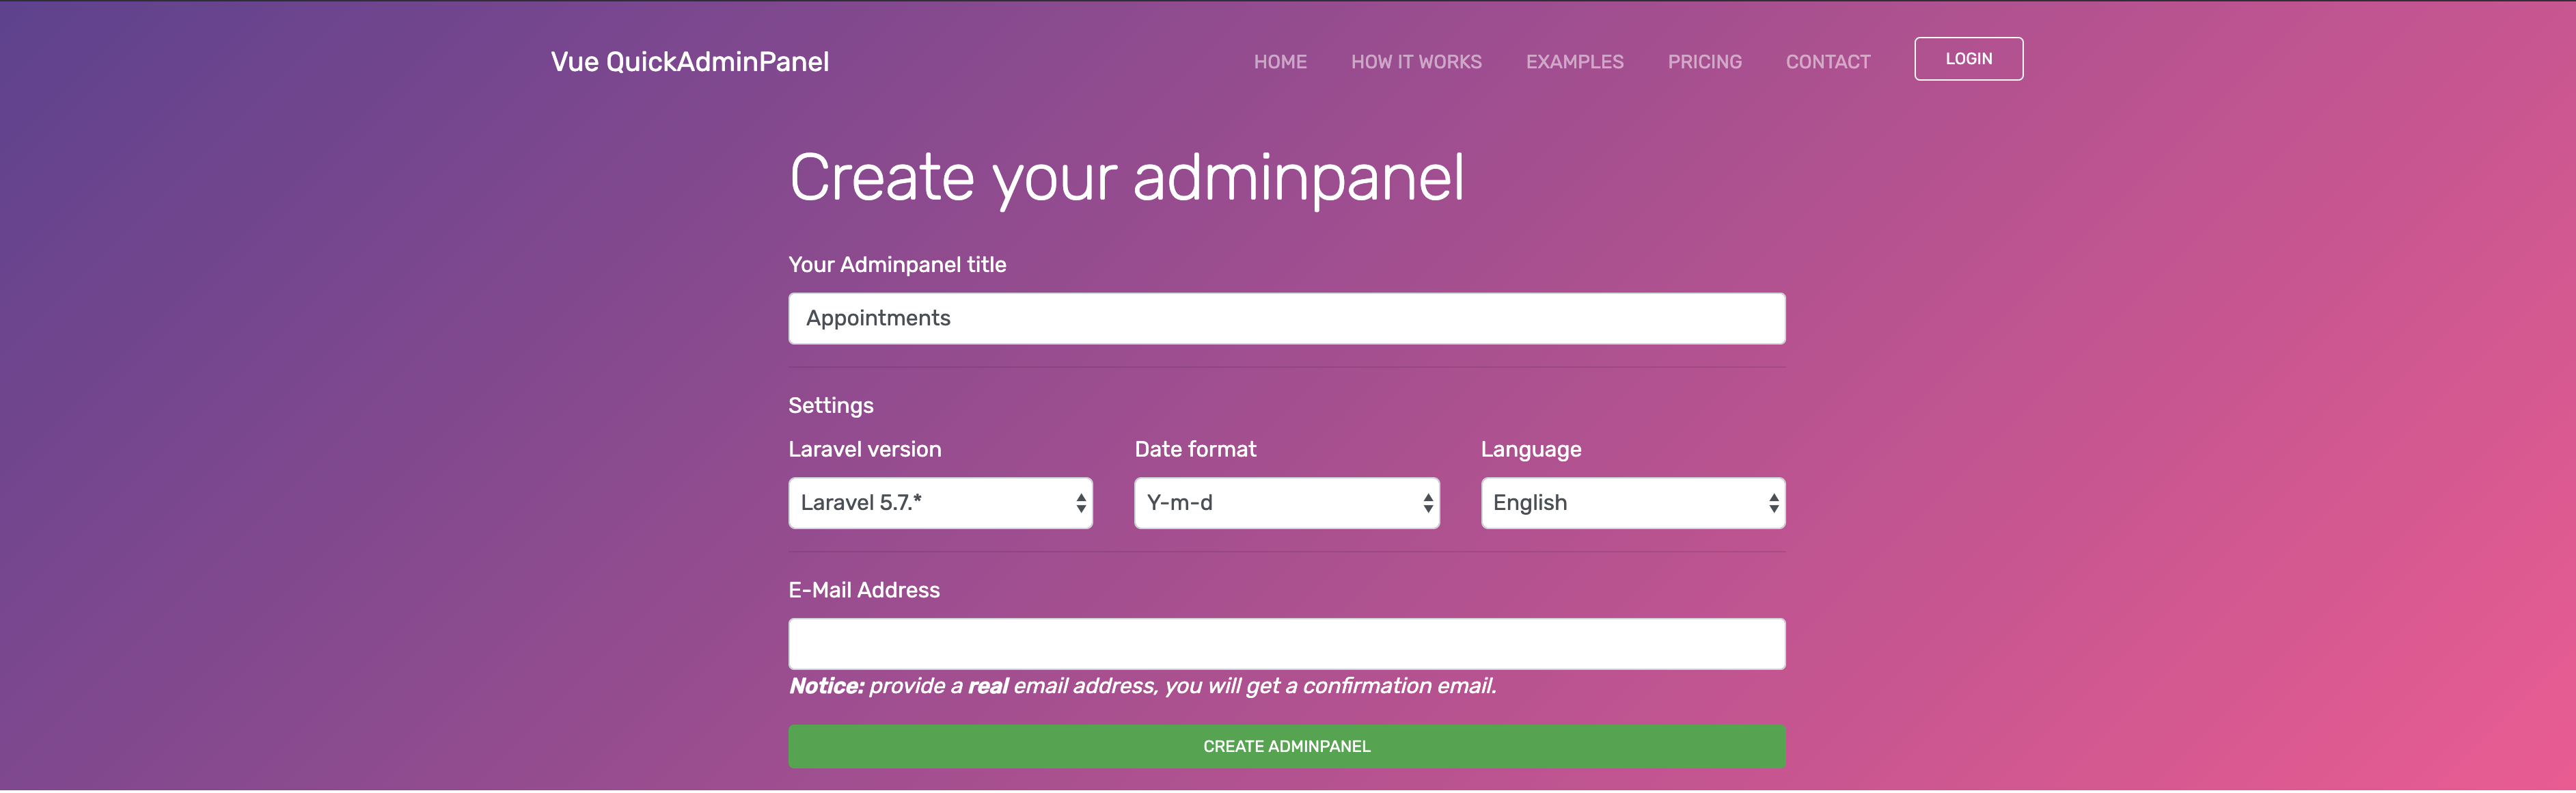 Vue QuickAdminPanel
HOME HOW IT WORKS EXAMPLES PRICING CONTACT LOGIN
Create your adminpanel
Your Adminpanel title
Appointments
Settings
Laravel version Date format Language
Laravel 5.7.* Y-m-d English
E-Mail Address
Notice: provide a real email address, you will get a confirmation email.
CREATE ADMINPANEL